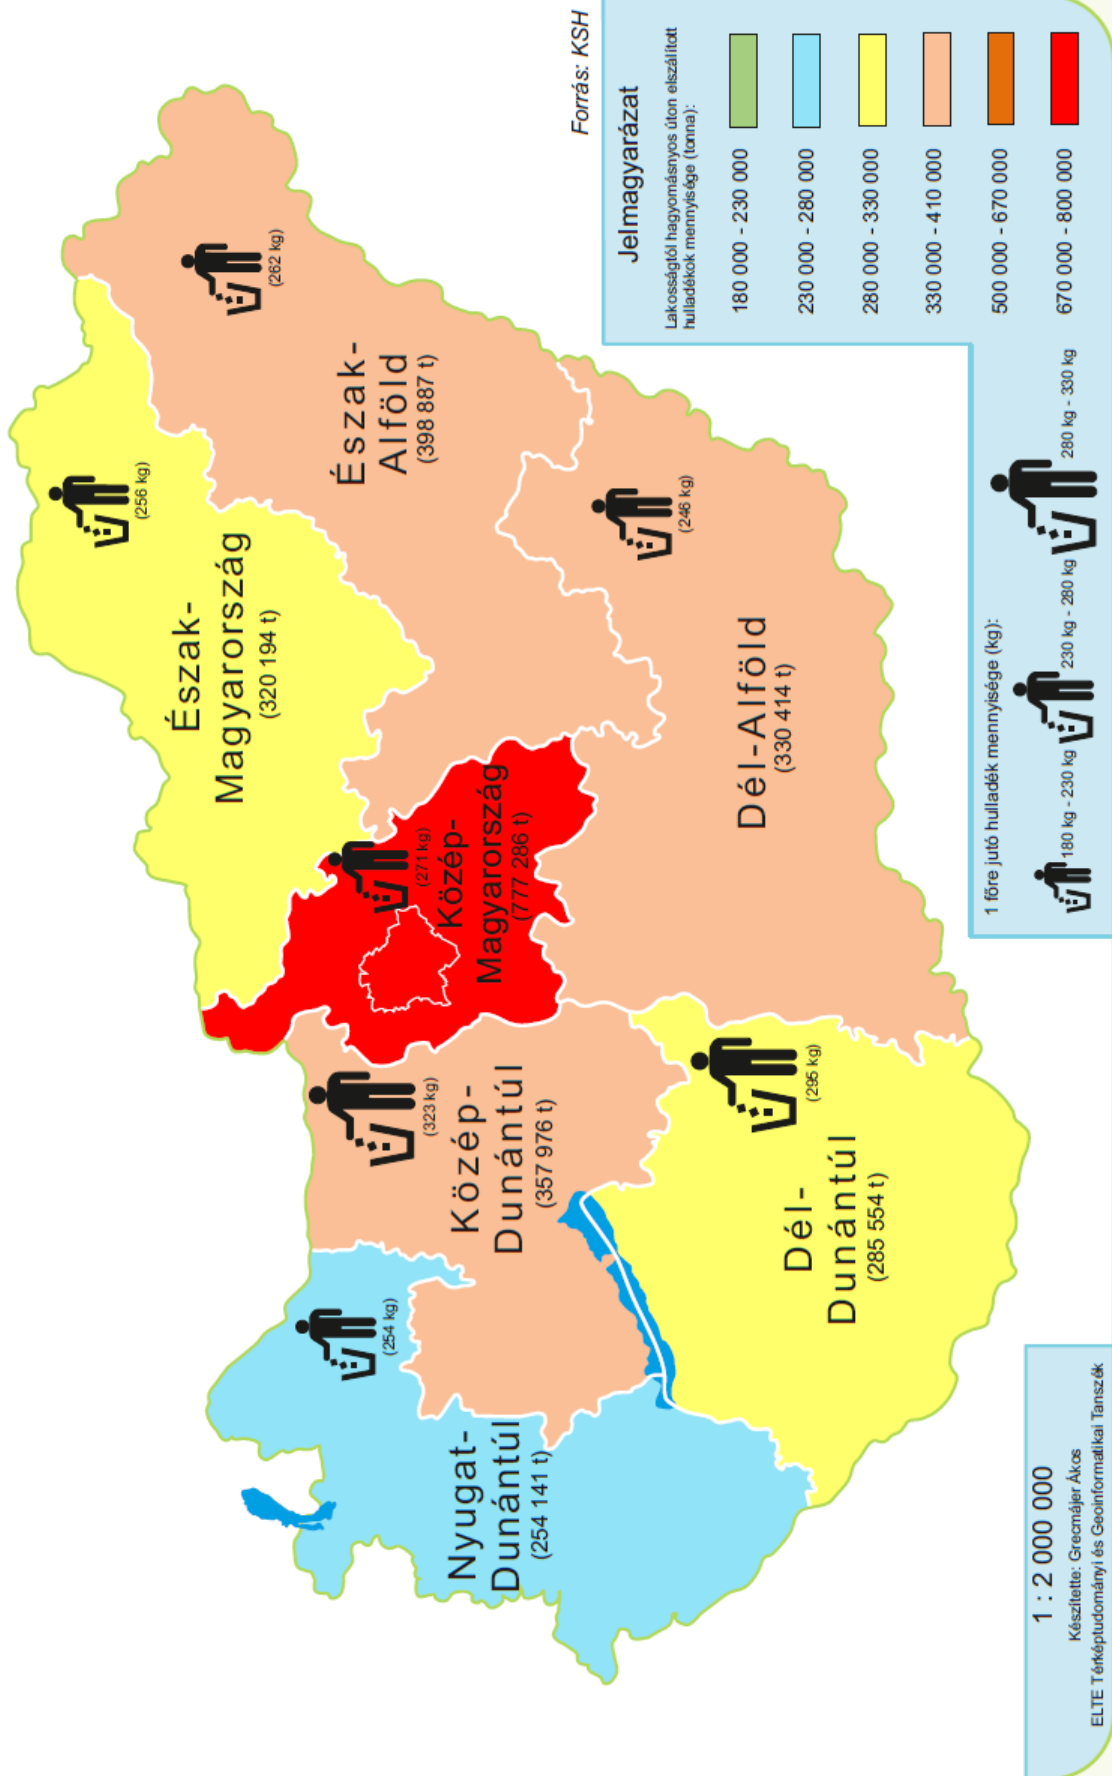 Észak-
Magyarország
(320 194 t)
(256 kg)
Észak-
Alföld
(398 887 t)
(262 kg)
Közép-
Magyarország
(777 286 t)
(271 kg)
Közép-
Dunántúl
(357 976 t)
(323 kg)
Nyugat-
Dunántúl
(254 141 t)
(254 kg)
Dél-
Dunántúl
(285 554 t)
(295 kg)
Dél-Alföld
(330 414 t)
(246 kg)
Forrás: KSH
Jelmagyarázat
Lakosságtól hagyomásnyos úton elszálított
hulladékok mennyisége (tonna):
180 000 - 230 000
230 000 - 280 000
280 000 - 330 000
330 000 - 410 000
500 000 - 670 000
670 000 - 800 000
1 főre jutó hulladék mennyisége (kg):
180 kg - 230 kg
230 kg - 280 kg
280 kg - 330 kg
1 : 2 000 000
Készítette: Grecmájer Ákos
ELTE Térképtudományi és Geoinformatikai Tanszék